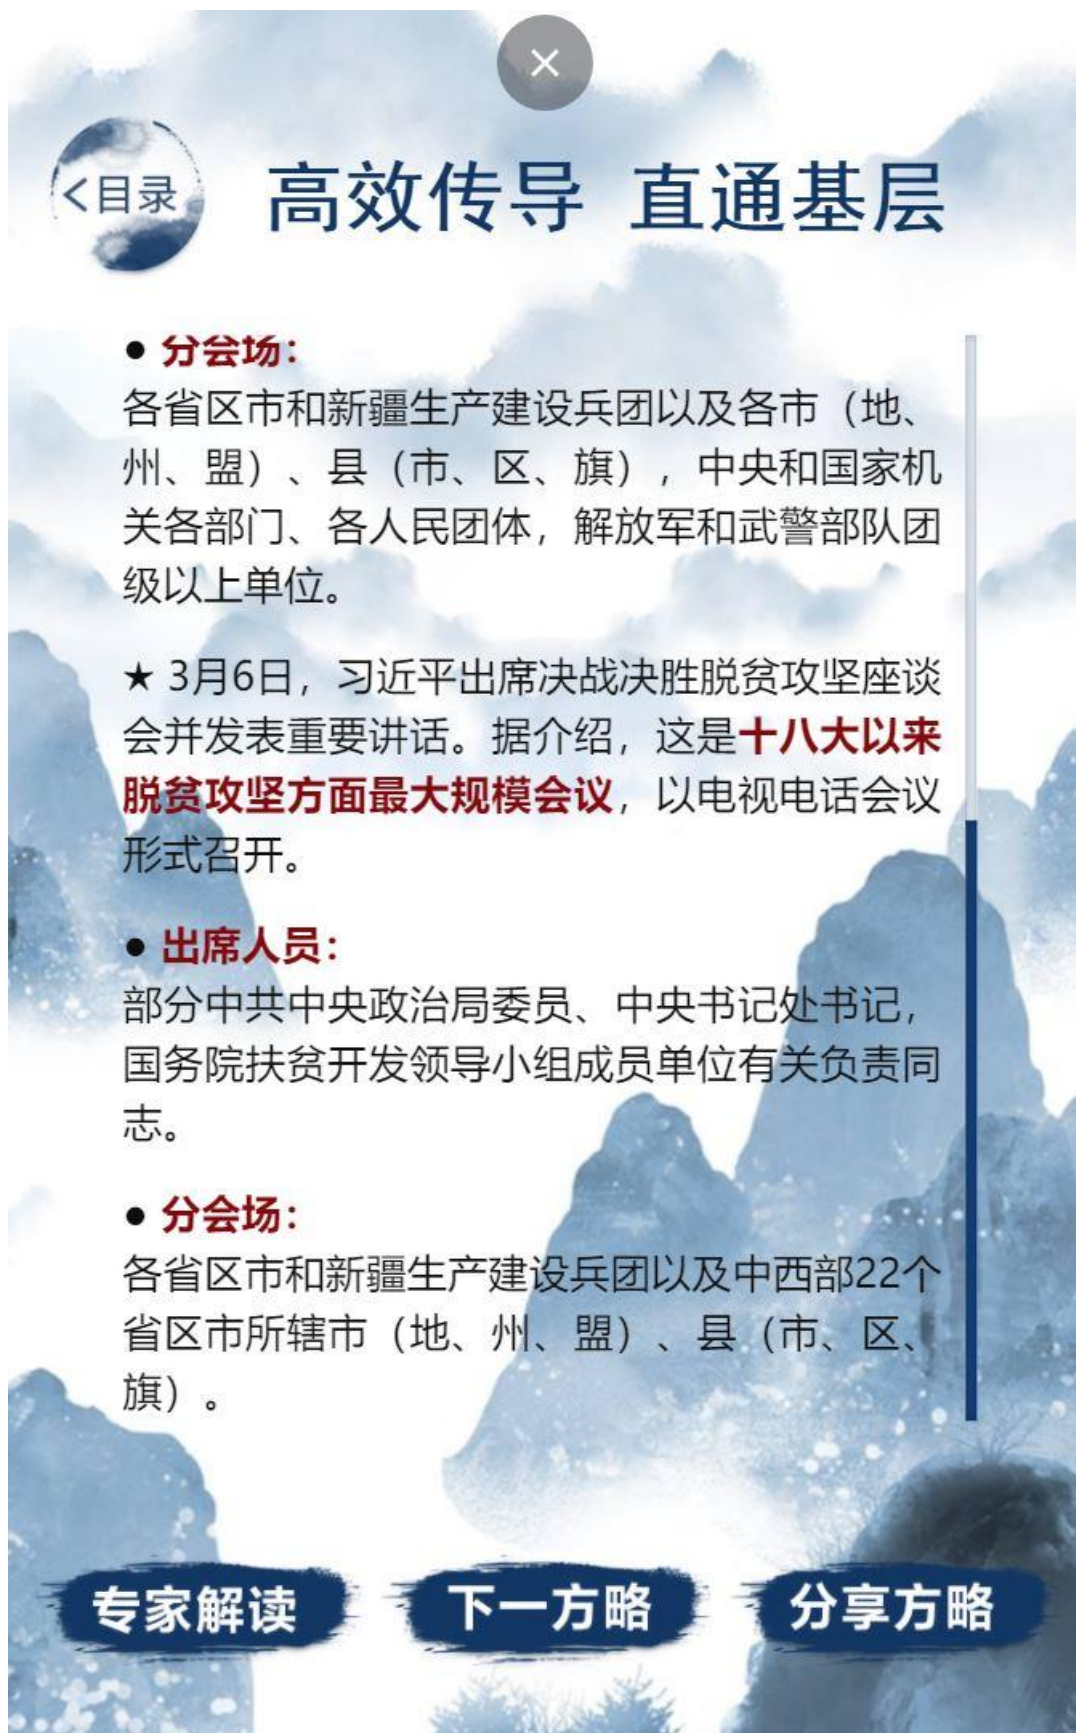 <目录
高效传导 直通基层
● 分会场：
各省区市和新疆生产建设兵团以及各市（地、
州、盟）、县（市、区、旗），中央和国家机
关各部门、各人民团体，解放军和武警部队团
级以上单位。
★ 3月6日，习近平出席决战决胜脱贫攻坚座谈
会并发表重要讲话。据介绍，这是十八大以来
脱贫攻坚方面最大规模会议，以电视电话会议
形式召开。
● 出席人员：
部分中共中央政治局委员、中央书记处书记，
国务院扶贫开发领导小组成员单位有关负责同
志。
● 分会场：
各省区市和新疆生产建设兵团以及中西部22个
省区市所辖市（地、州、盟）、县（市、区、
旗）。
专家解读
下一方略
分享方略